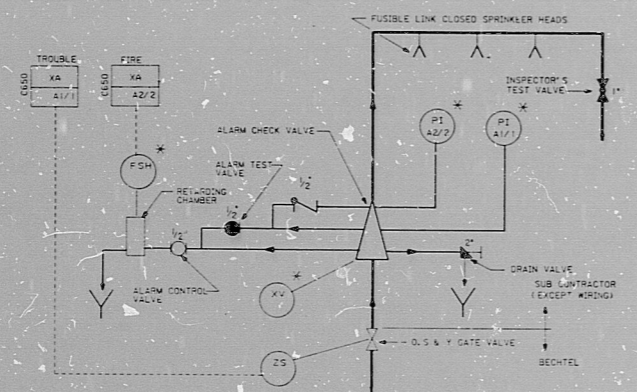 FUSIBLE LINK CLOSED SPRINKLER HEADS
TROUBLE
FIRE
C650
XA
A1/1
C650
XA
A2/2
INSPECTOR'S
TEST VALVE
1"
*
*
PI
A2/2
PI
A1/1
ALARM CHECK VALVE
*
FSH
ALARM TEST
VALVE
1/2"
RETARDING
CHAMBER
1/2"
1/2"
2"
*
DRAIN VALVE
ALARM CONTROL
VALVE
XV
SUB CONTRACTOR
(EXCEPT WIRING)
O.S & Y GATE VALVE
ZS
BECHTEL